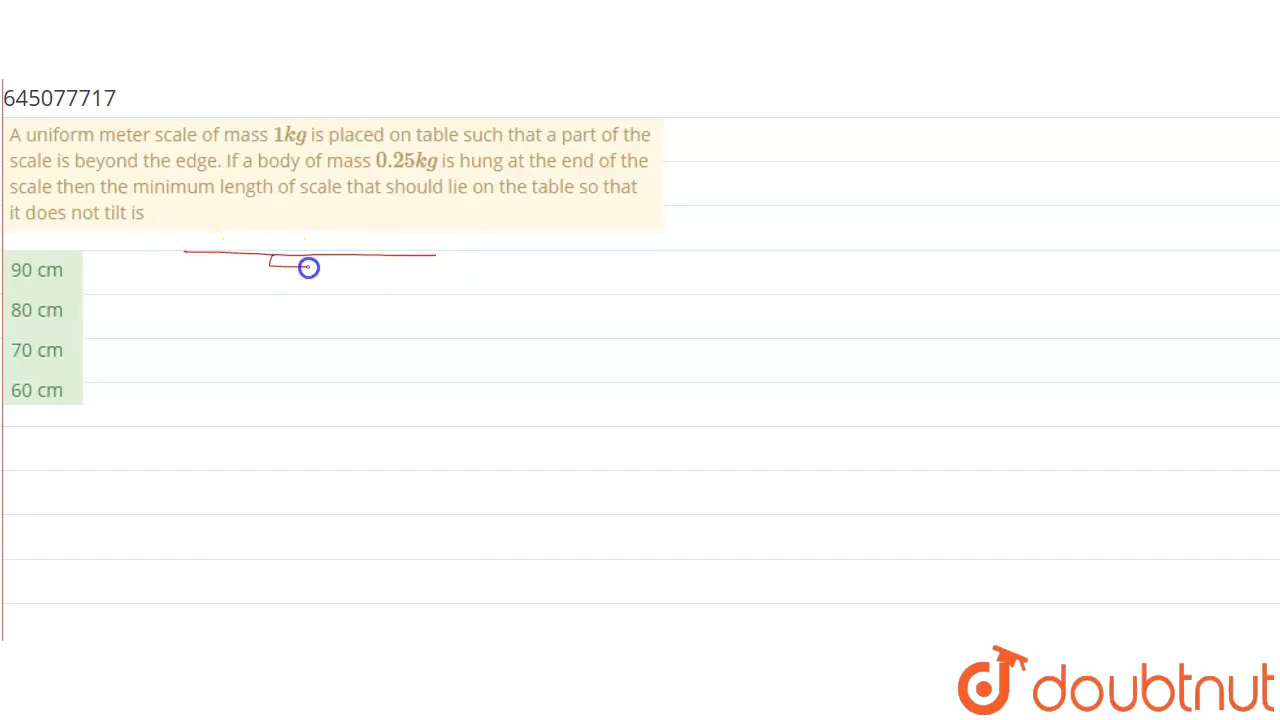 645077717
A uniform meter scale of mass 1kg is placed on table such that a part of the
scale is beyond the edge. If a body of mass 0.25kg is hung at the end of the
scale then the minimum length of scale that should lie on the table so that
it does not tilt is
90 cm
80 cm
70 cm
60 cm
doubtnut